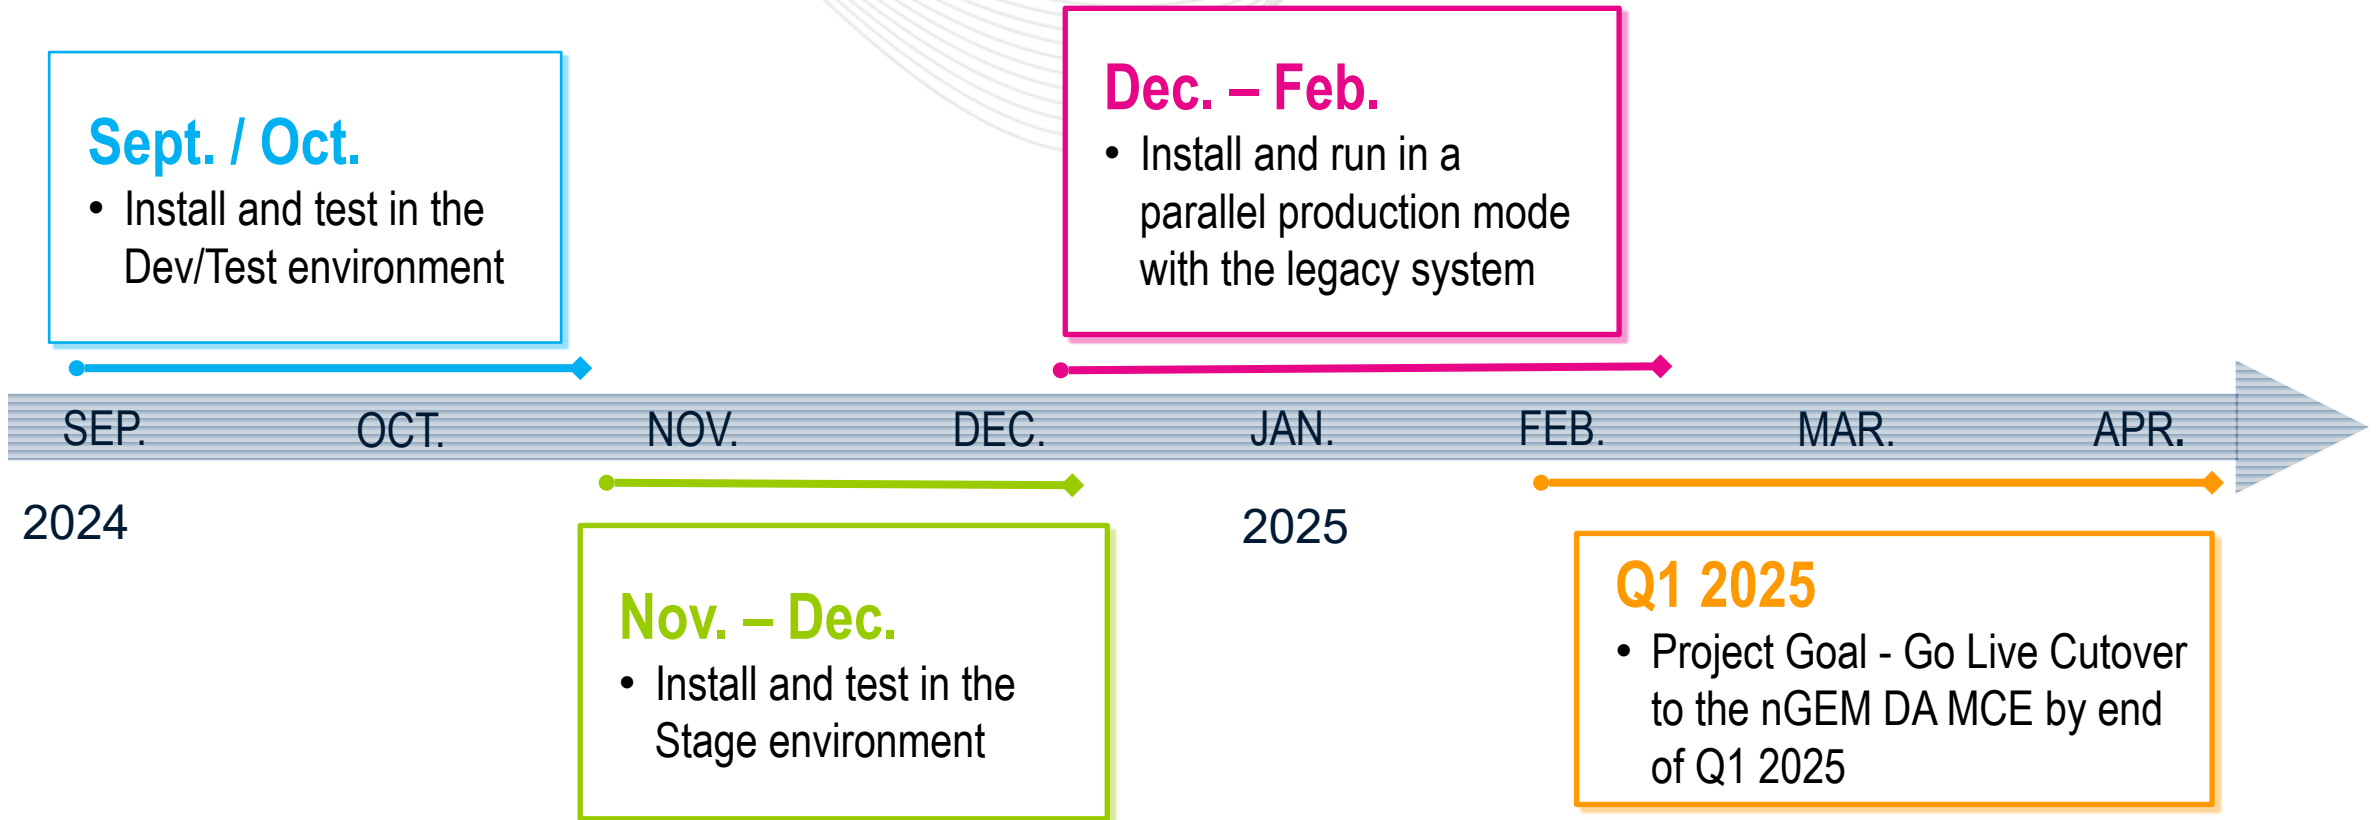 Sept. / Oct.
• Install and test in the
Dev/Test environment
Dec. – Feb.
• Install and run in a
parallel production mode
with the legacy system
SEP. OCT. NOV. DEC. JAN. FEB. MAR. APR.
2024 2025
Nov. – Dec.
• Install and test in the
Stage environment
Q1 2025
• Project Goal - Go Live Cutover
to the nGEM DA MCE by end
of Q1 2025